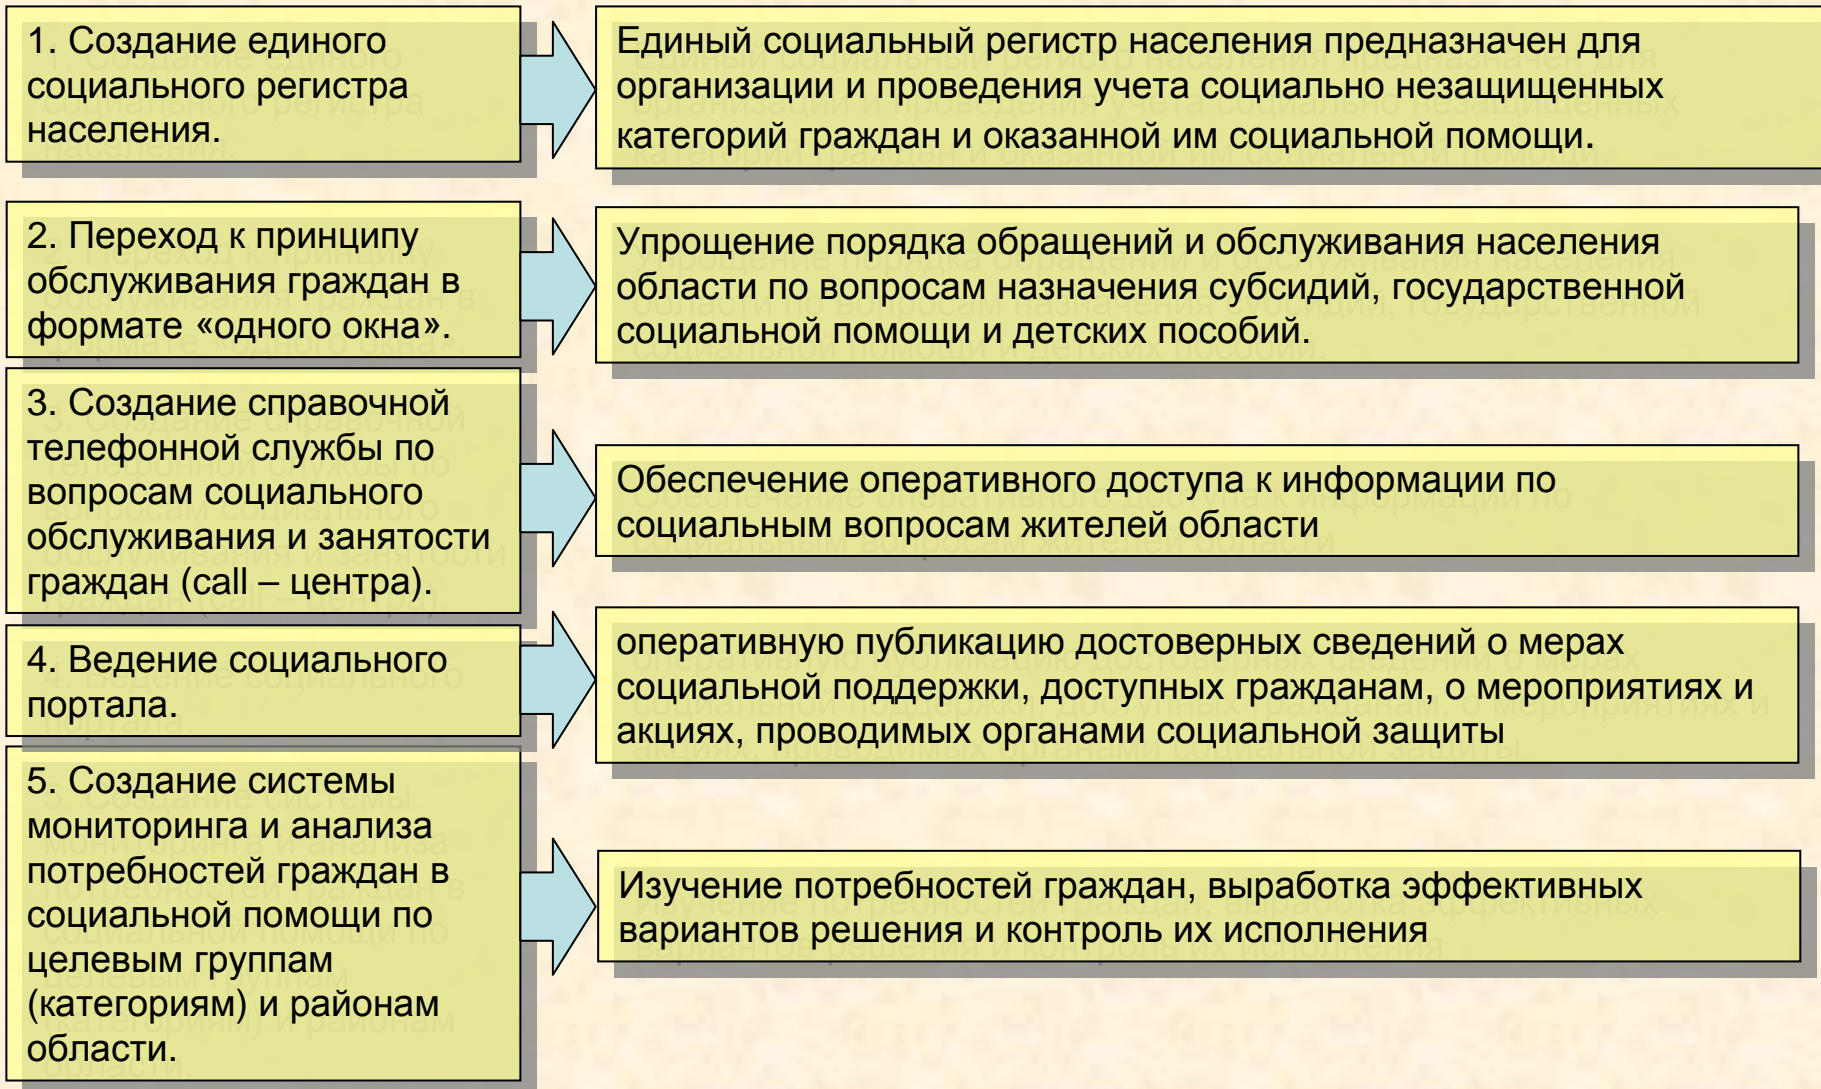 1. Создание единого
социального регистра
населения.
Единый социальный регистр населения предназначен для
организации и проведения учета социально незащищенных
категорий граждан и оказанной им социальной помощи.
2. Переход к принципу
обслуживания граждан в
формате «одного окна».
Упрощение порядка обращений и обслуживания населения
области по вопросам назначения субсидий, государственной
социальной помощи и детских пособий.
3. Создание справочной
телефонной службы по
вопросам социального
обслуживания и занятости
граждан (call – центра).
Обеспечение оперативного доступа к информации по
социальным вопросам жителей области
4. Ведение социального
портала.
оперативную публикацию достоверных сведений о мерах
социальной поддержки, доступных гражданам, о мероприятиях и
акциях, проводимых органами социальной защиты
5. Создание системы
мониторинга и анализа
потребностей граждан в
социальной помощи по
целевым группам
(категориям) и районам
области.
Изучение потребностей граждан, выработка эффективных
вариантов решения и контроль их исполнения